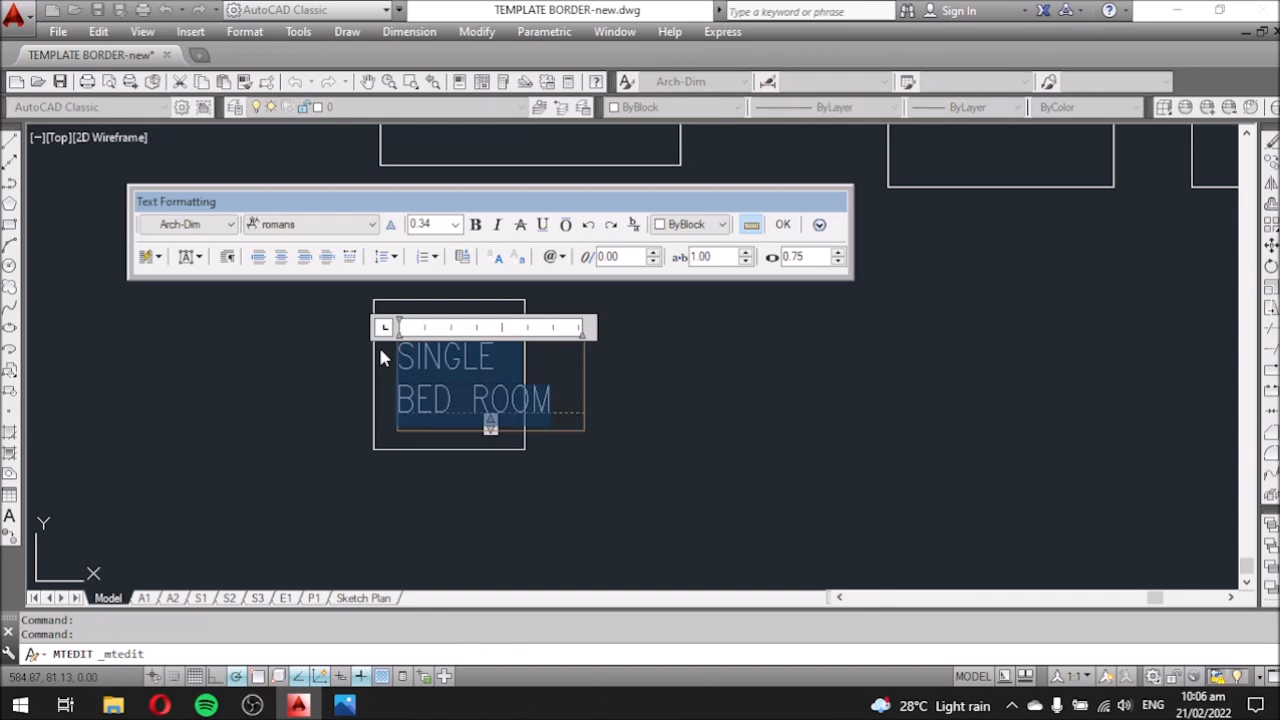 AutoCAD Classic
TEMPLATE BORDER-new.dwg
Type a keyword or phrase
Sign In
File Edit View Insert Format Tools Draw Dimension Modify Parametric Window Help Express
TEMPLATE BORDER-new*
Arch-Dim
AutoCAD Classic
0
ByBlock
ByLayer
ByLayer
ByColor
[−][Top][2D Wireframe]
Text Formatting
Arch-Dim
romans
0.34
B I A U O
ByBlock
OK
@
0/ 0.00
a•b 1.00
0.75
SINGLE
BED ROOM
Y
X
Model A1 A2 S1 S2 S3 E1 P1 Sketch Plan
Command:
Command:
MTEDIT _mtedit
584.87, 81.13, 0.00
MODEL
1:1
28°C Light rain
ENG
10:06 am
21/02/2022